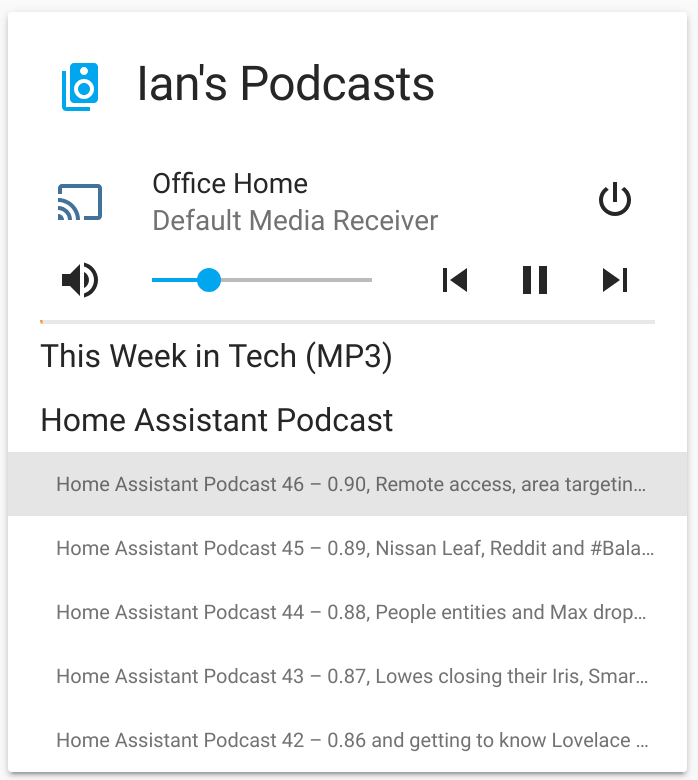 Ian's Podcasts
Office Home
Default Media Receiver
This Week in Tech (MP3)
Home Assistant Podcast
Home Assistant Podcast 46 – 0.90, Remote access, area targetin…
Home Assistant Podcast 45 – 0.89, Nissan Leaf, Reddit and #Bala…
Home Assistant Podcast 44 – 0.88, People entities and Max drop…
Home Assistant Podcast 43 – 0.87, Lowes closing their Iris, Smar…
Home Assistant Podcast 42 – 0.86 and getting to know Lovelace …